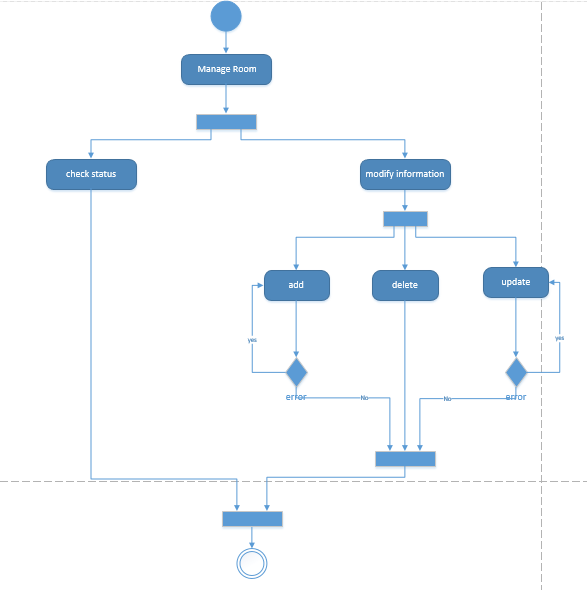 Manage Room
check status
modify information
add
delete
update
yes
yes
error
No
No
error